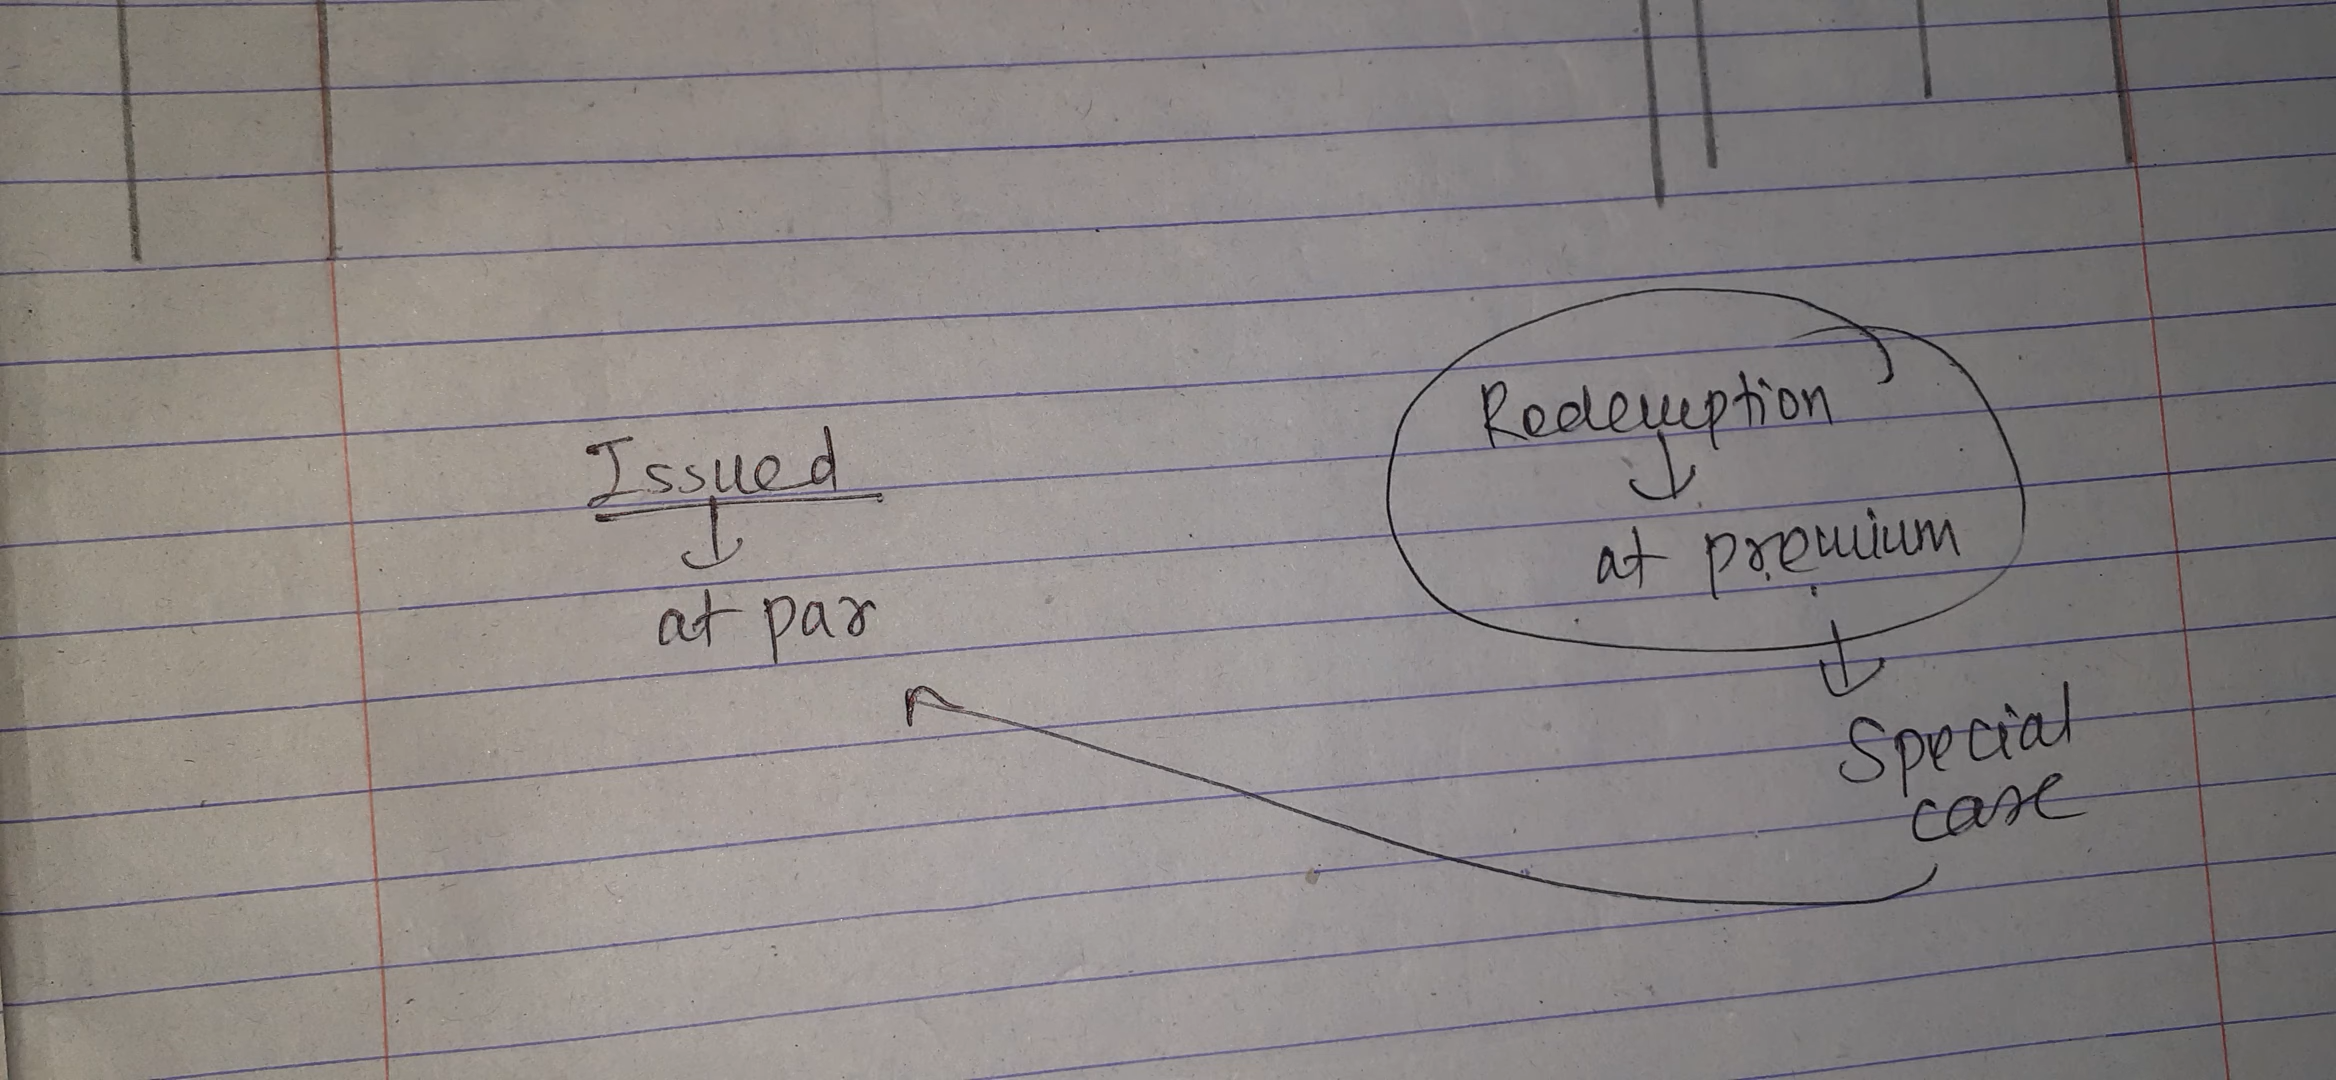 Issued
at par
Redemption
at premium
Special
case